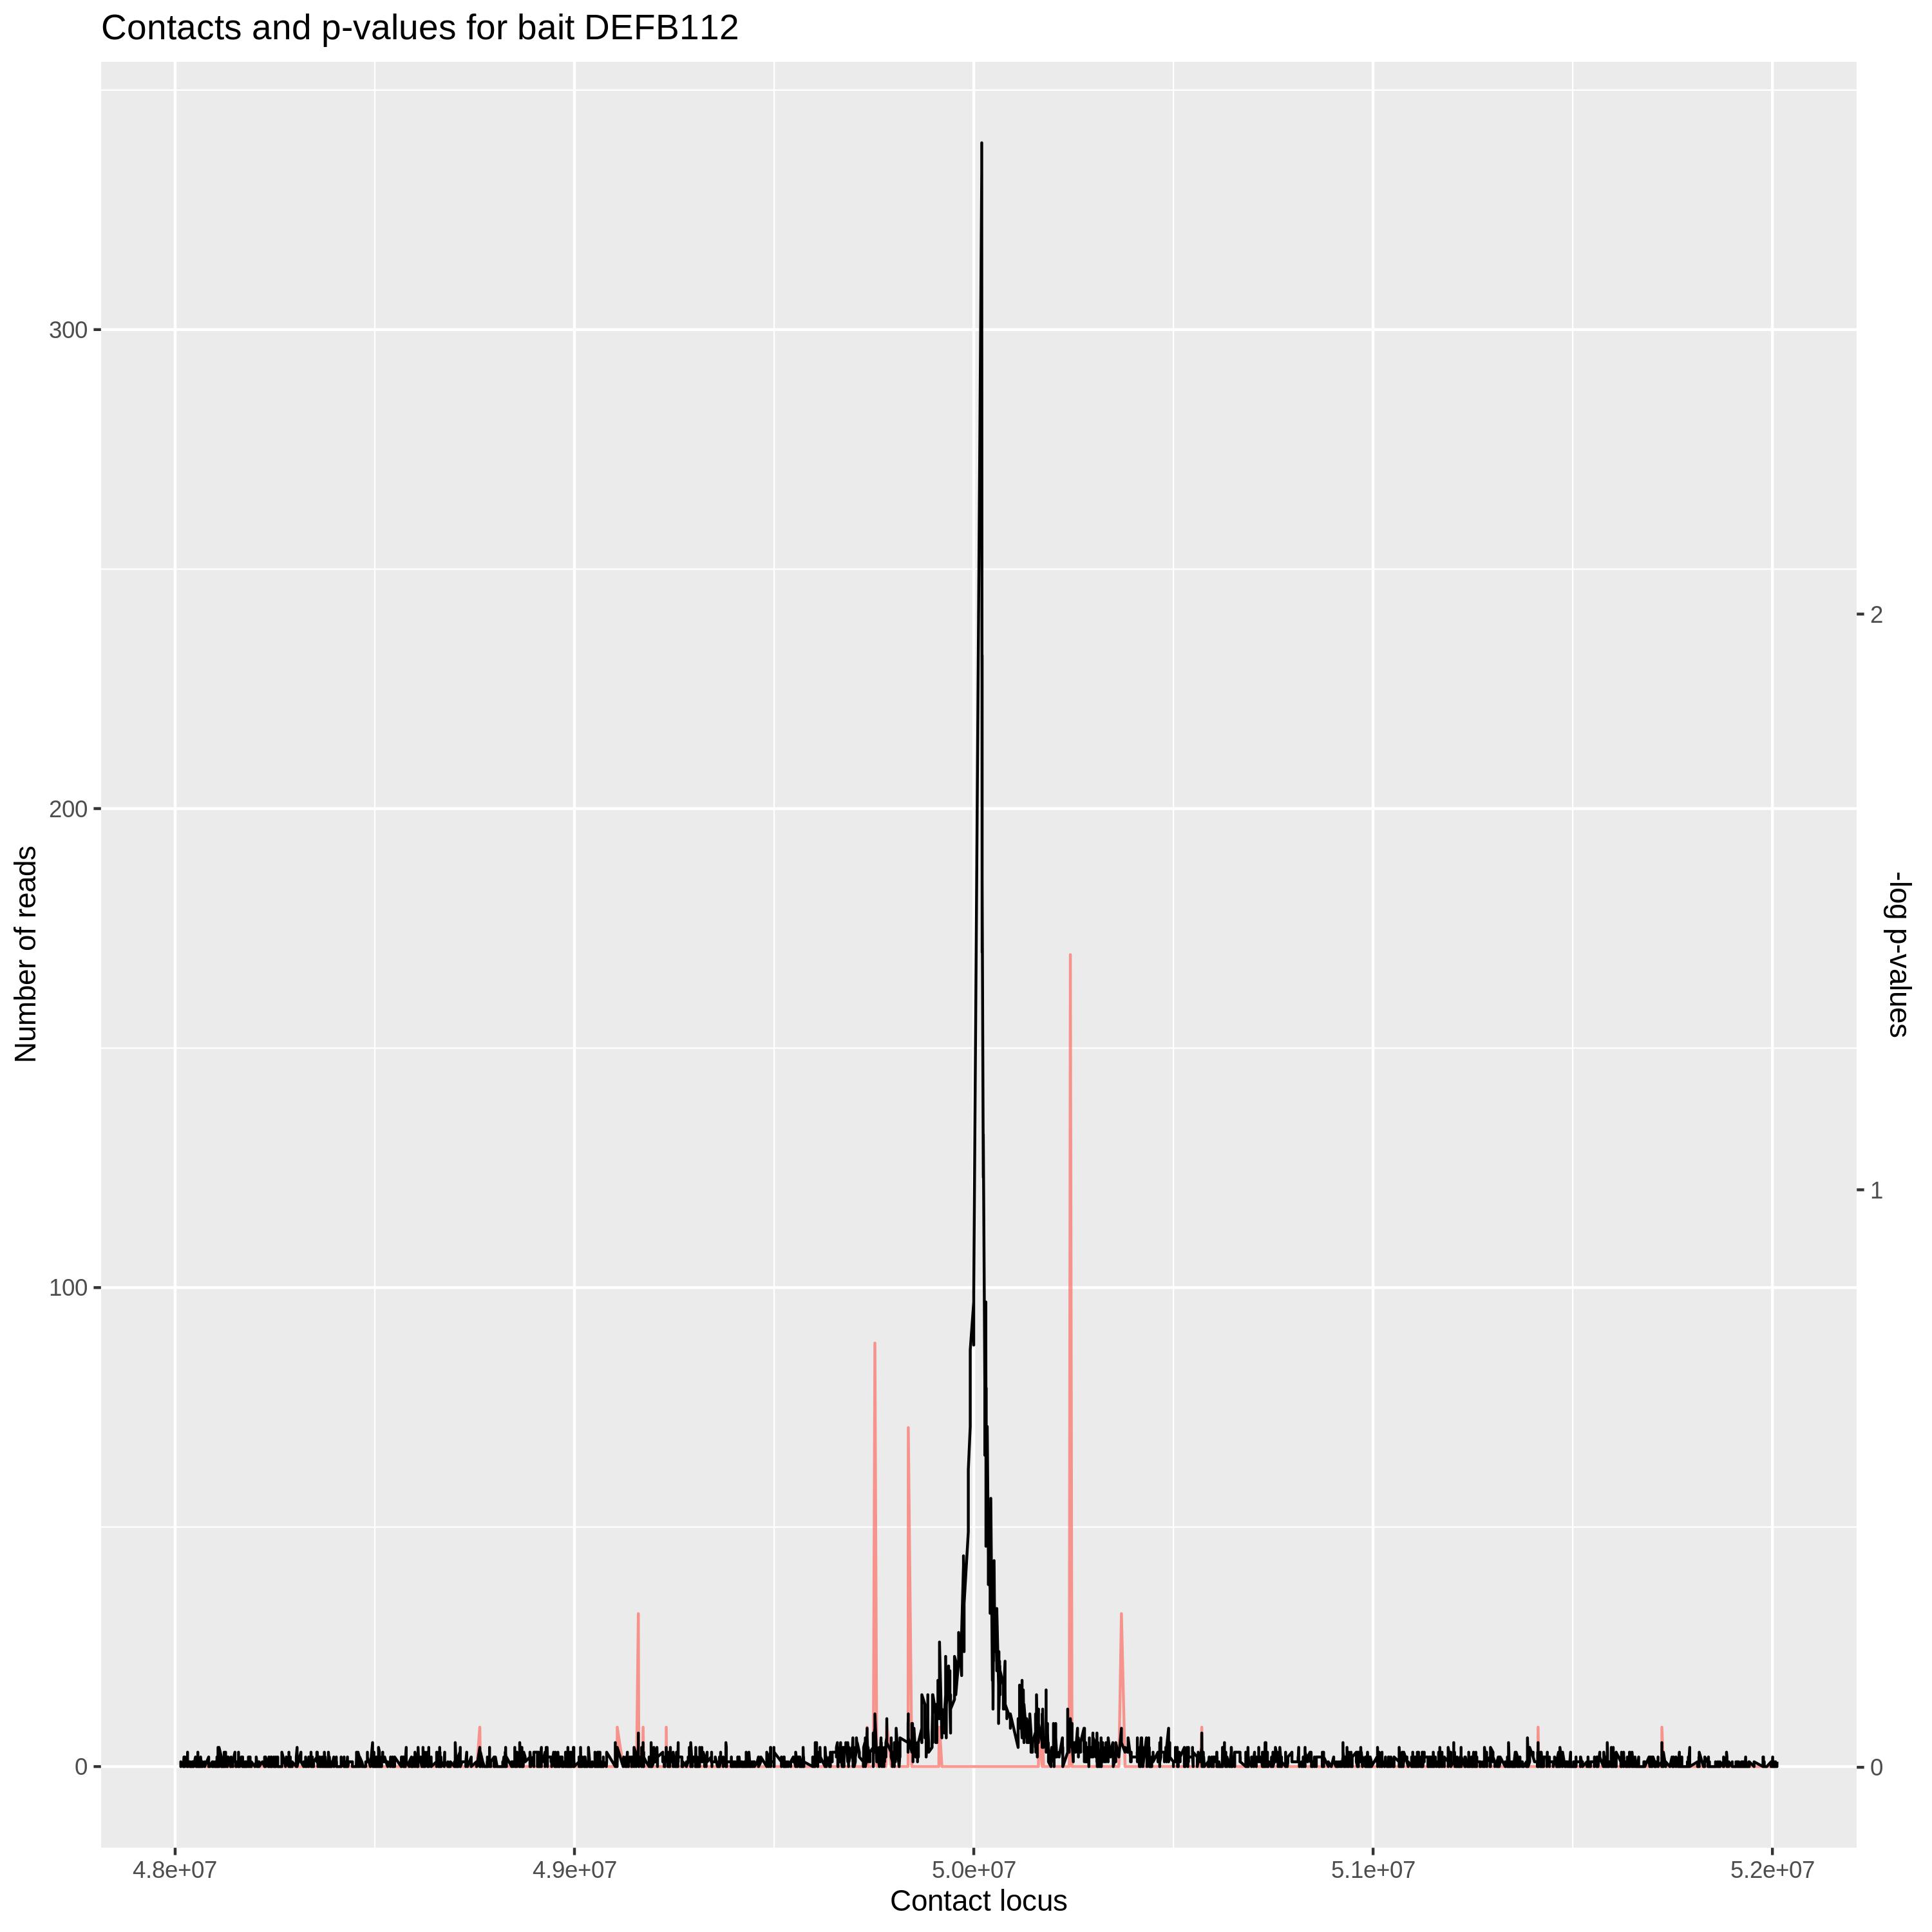 Contacts and p-values for bait DEFB112
300
200
100
0
Number of reads
2
1
0
-log p-values
4.8e+07
4.9e+07
5.0e+07
5.1e+07
5.2e+07
Contact locus